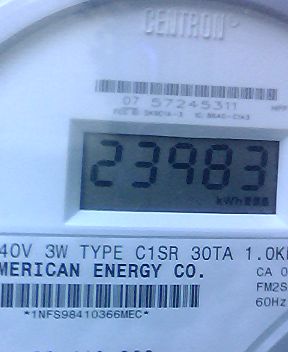 CENTRON
07 57245311
23983
kWh
40V 3W TYPE C1SR 30TA 1.0K
MERICAN ENERGY CO.
CA 0
FM2S
60Hz
*1NFS98410366MEC*